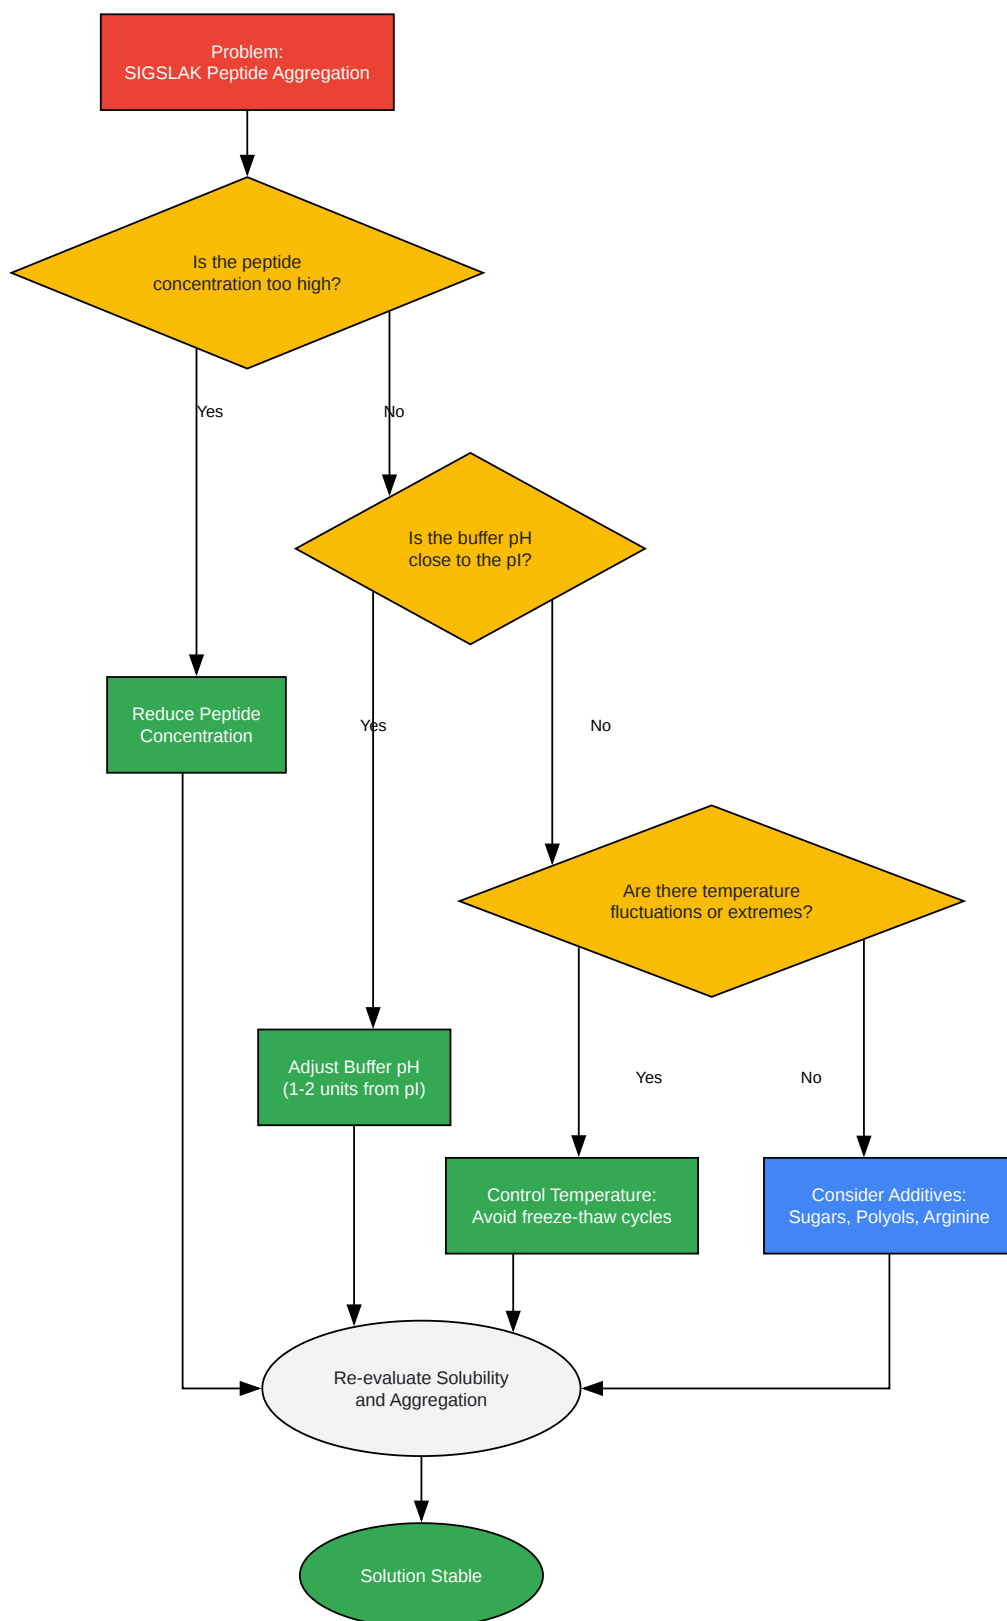 Problem:
SIGSLAK Peptide Aggregation
Is the peptide
concentration too high?
Yes
No
Is the buffer pH
close to the pI?
Reduce Peptide
Concentration
Yes
No
Are there temperature
fluctuations or extremes?
Adjust Buffer pH
(1-2 units from pI)
Yes
No
Control Temperature:
Avoid freeze-thaw cycles
Consider Additives:
Sugars, Polyols, Arginine
Re-evaluate Solubility
and Aggregation
Solution Stable